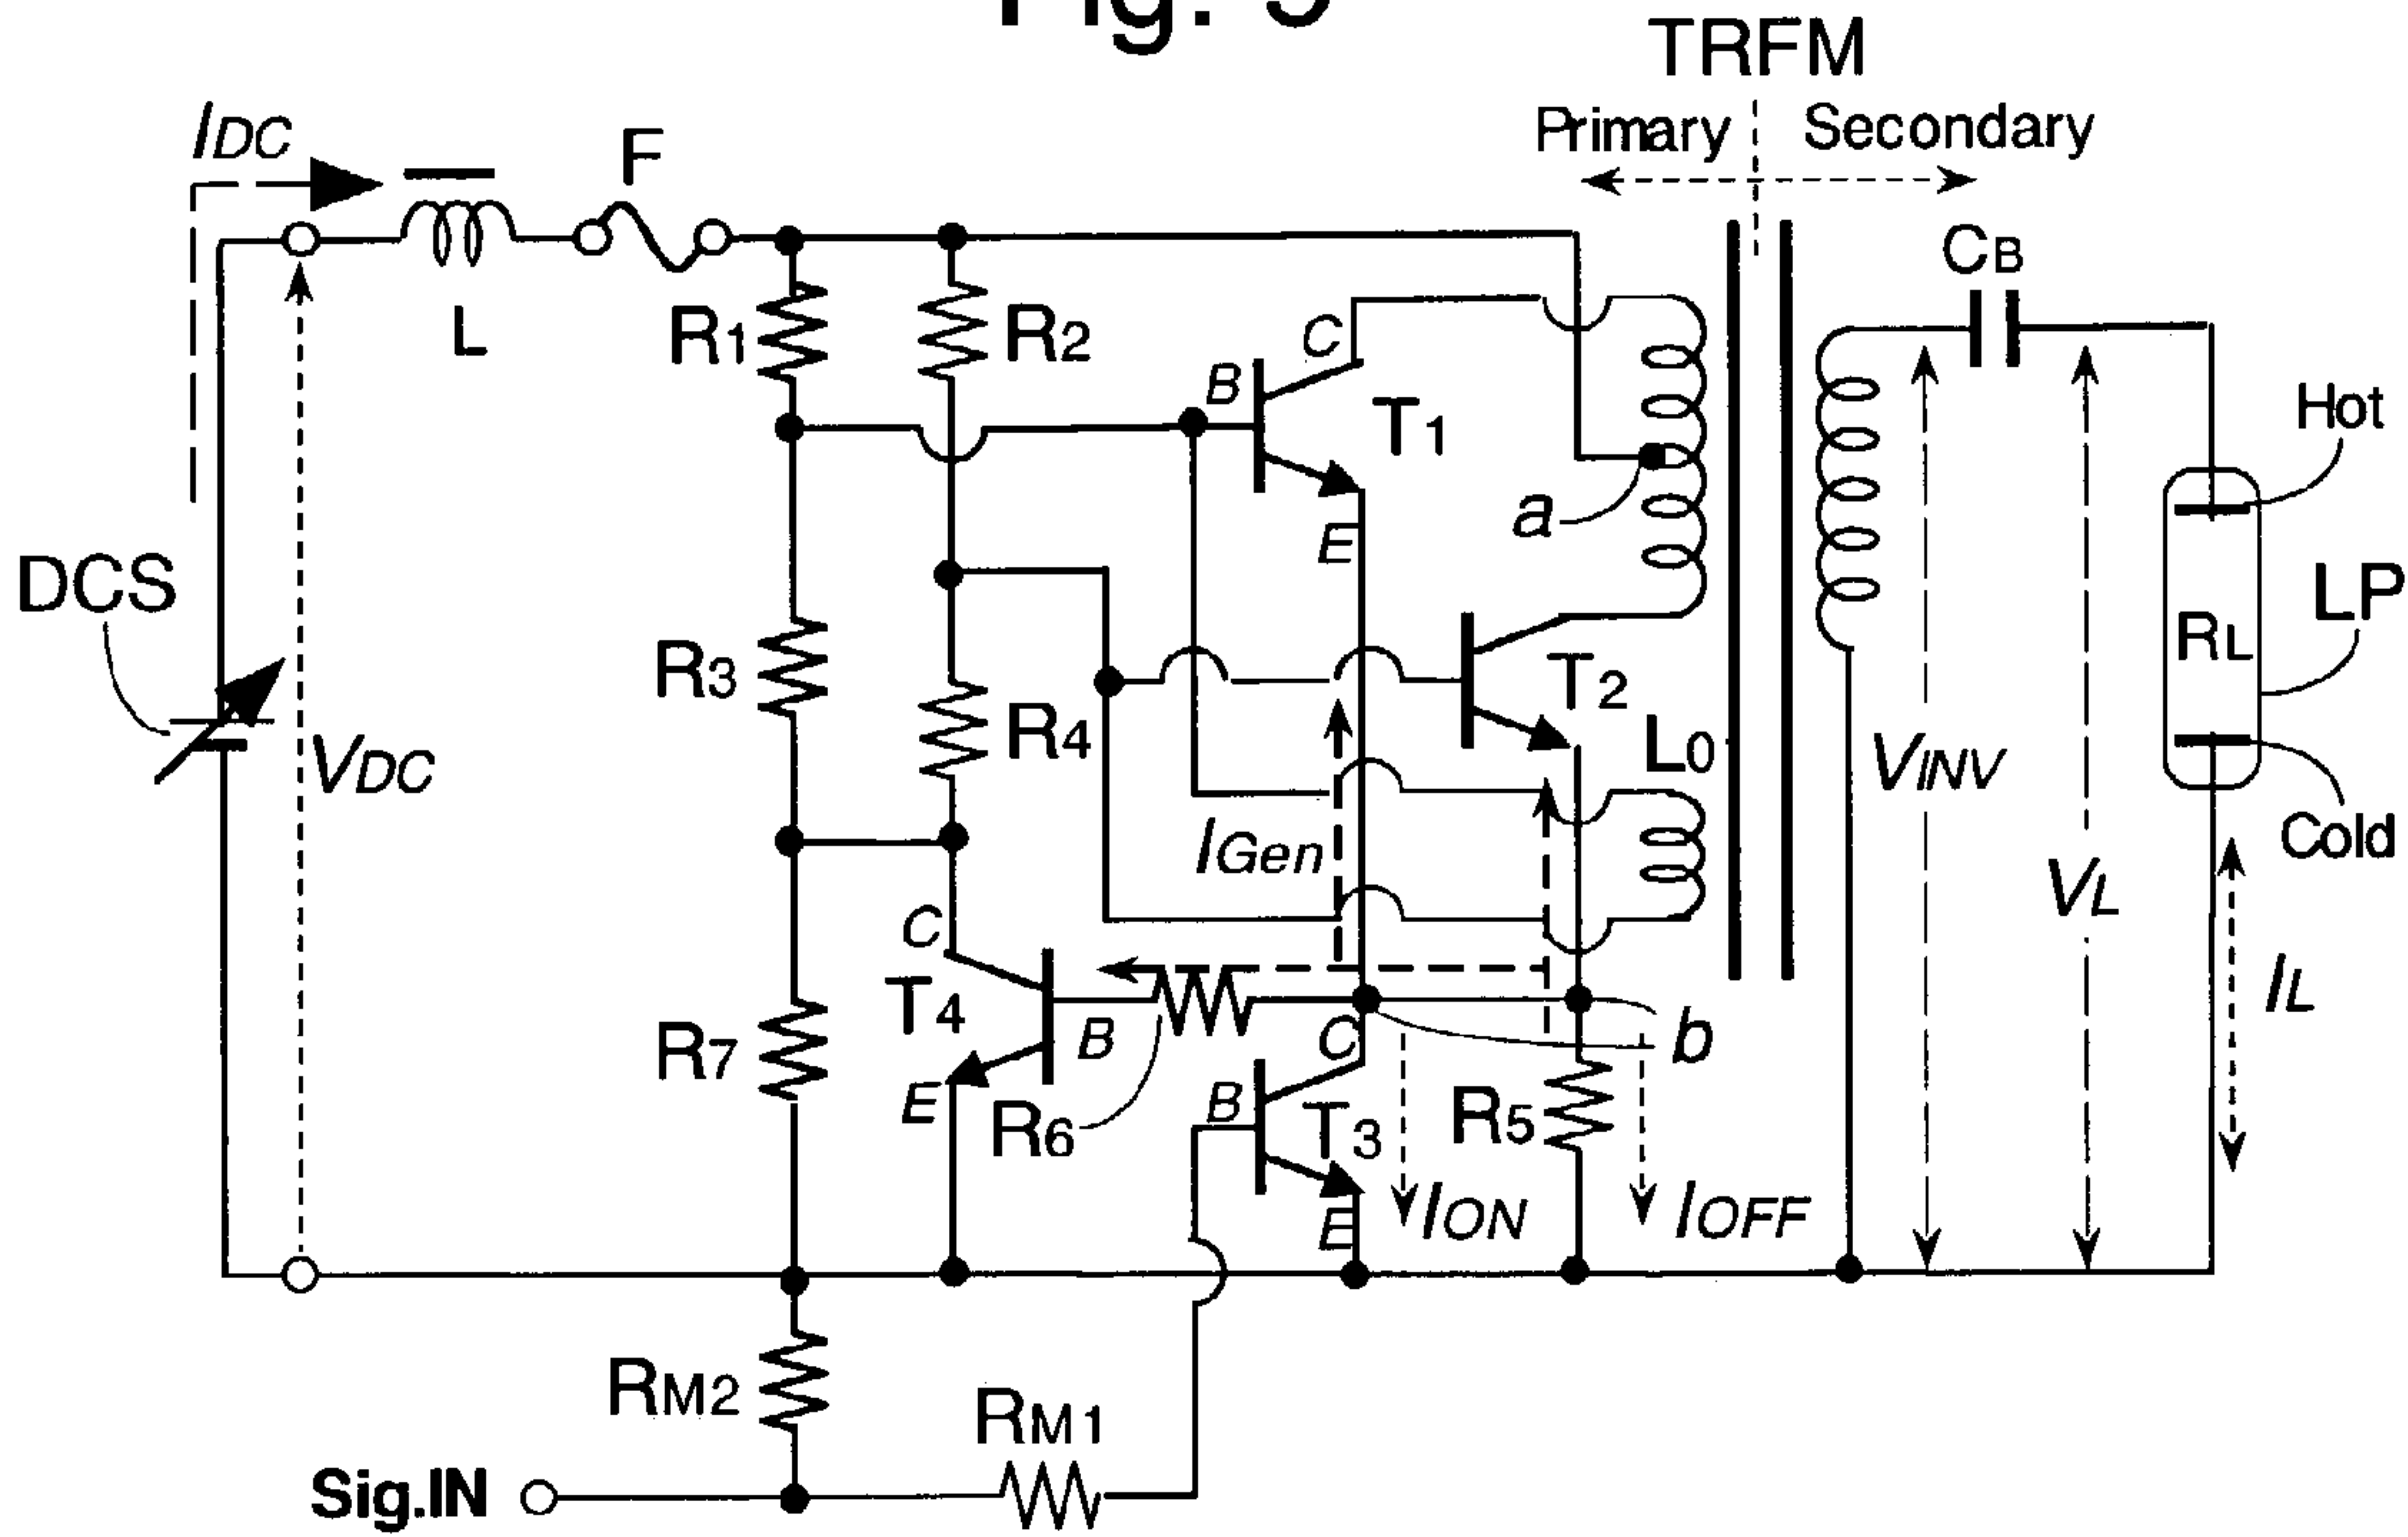 TRFM
Primary
Secondary
IDC
F
L
CB
R1
R2
C
B
T1
E
a
Hot
DCS
VDC
R3
R4
T2
L0
VINV
RL
LP
Cold
IGen
VL
IL
C
T4
B
E
R7
R6
C
B
T3
E
b
R5
ION
IOFF
RM2
RM1
Sig.IN